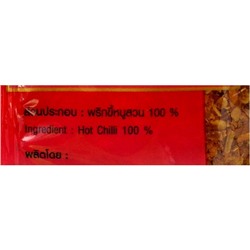 ส่วนประกอบ : พริกขี้หนูสวน 100 %
Ingredient : Hot Chilli 100 %
ผลิตโดย :